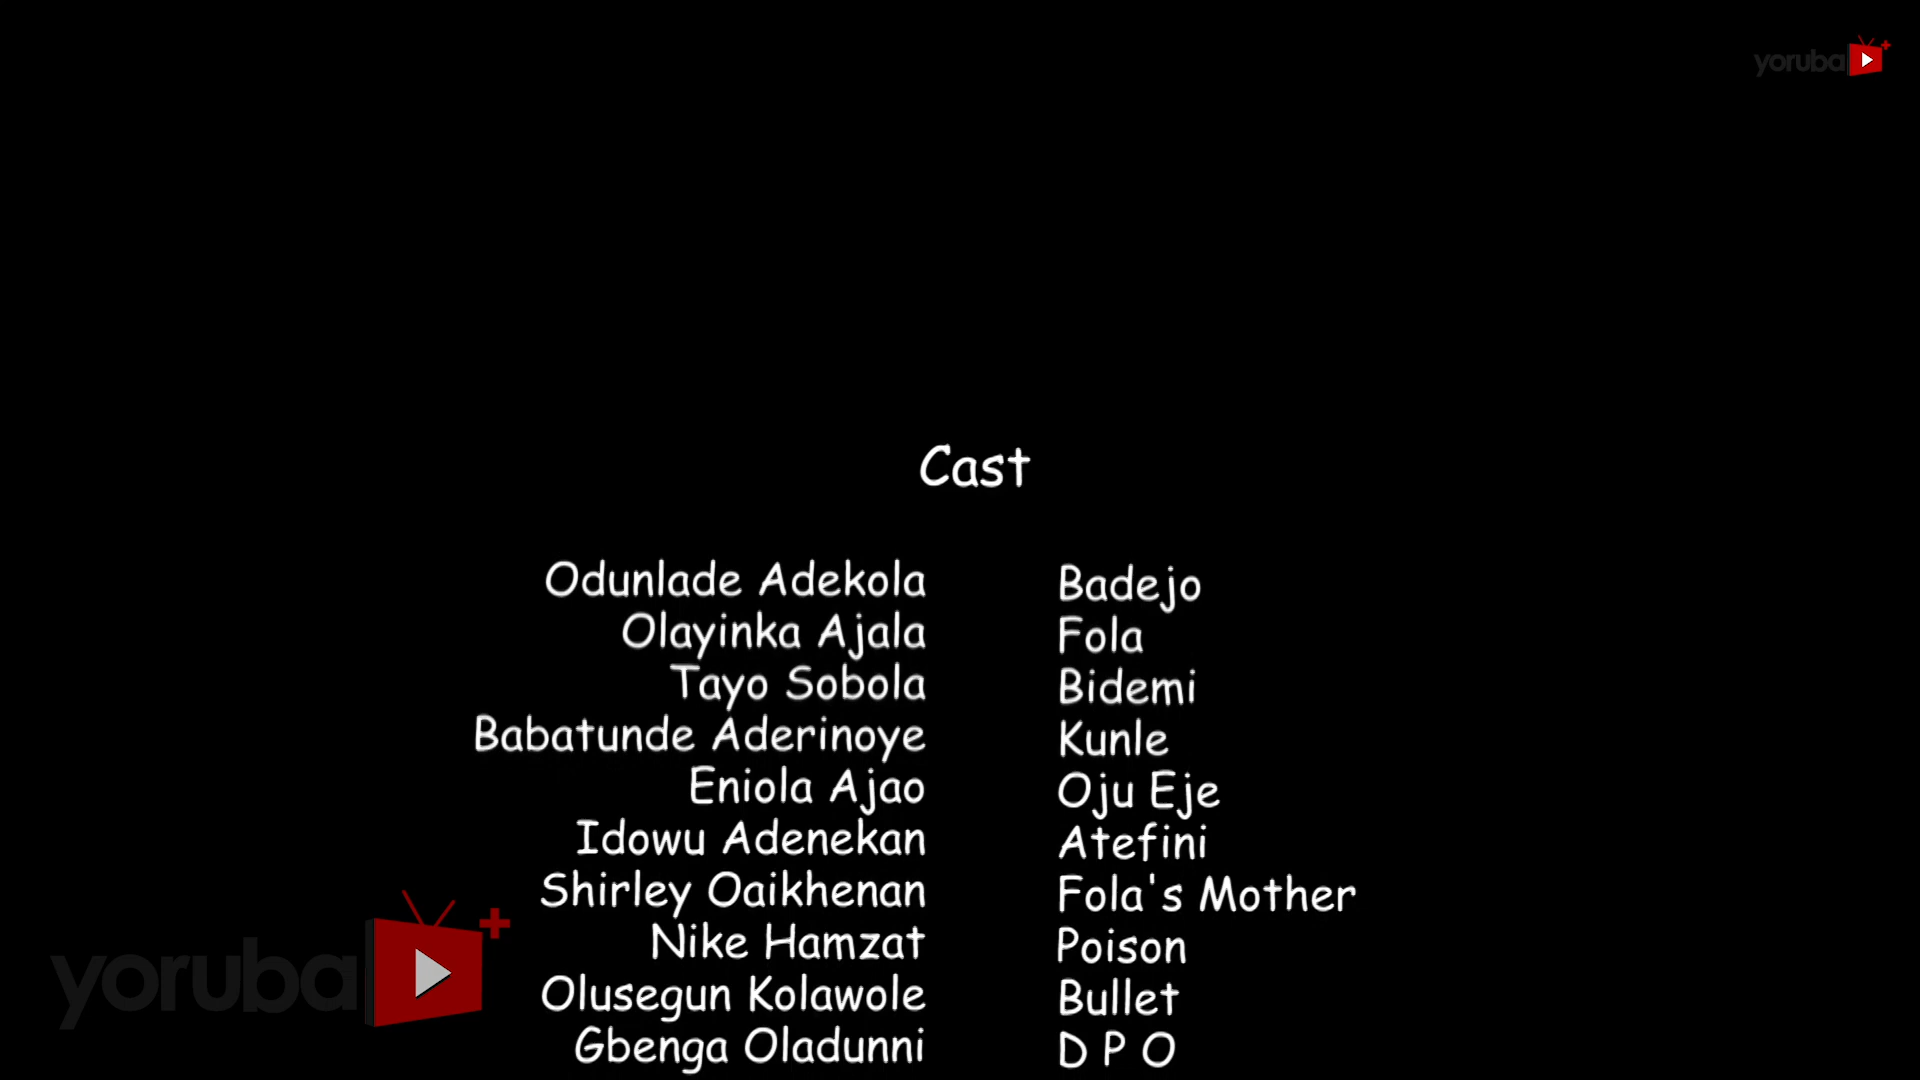 yoruba
Cast
Odunlade Adekola Badejo
Olayinka Ajala Fola
Tayo Sobola Bidemi
Babatunde Aderinoye Kunle
Eniola Ajao Oju Eje
Idowu Adenekan Atefini
Shirley Oaikhenan Fola's Mother
Nike Hamzat Poison
Olusegun Kolawole Bullet
Gbenga Oladunni D P O
yoruba